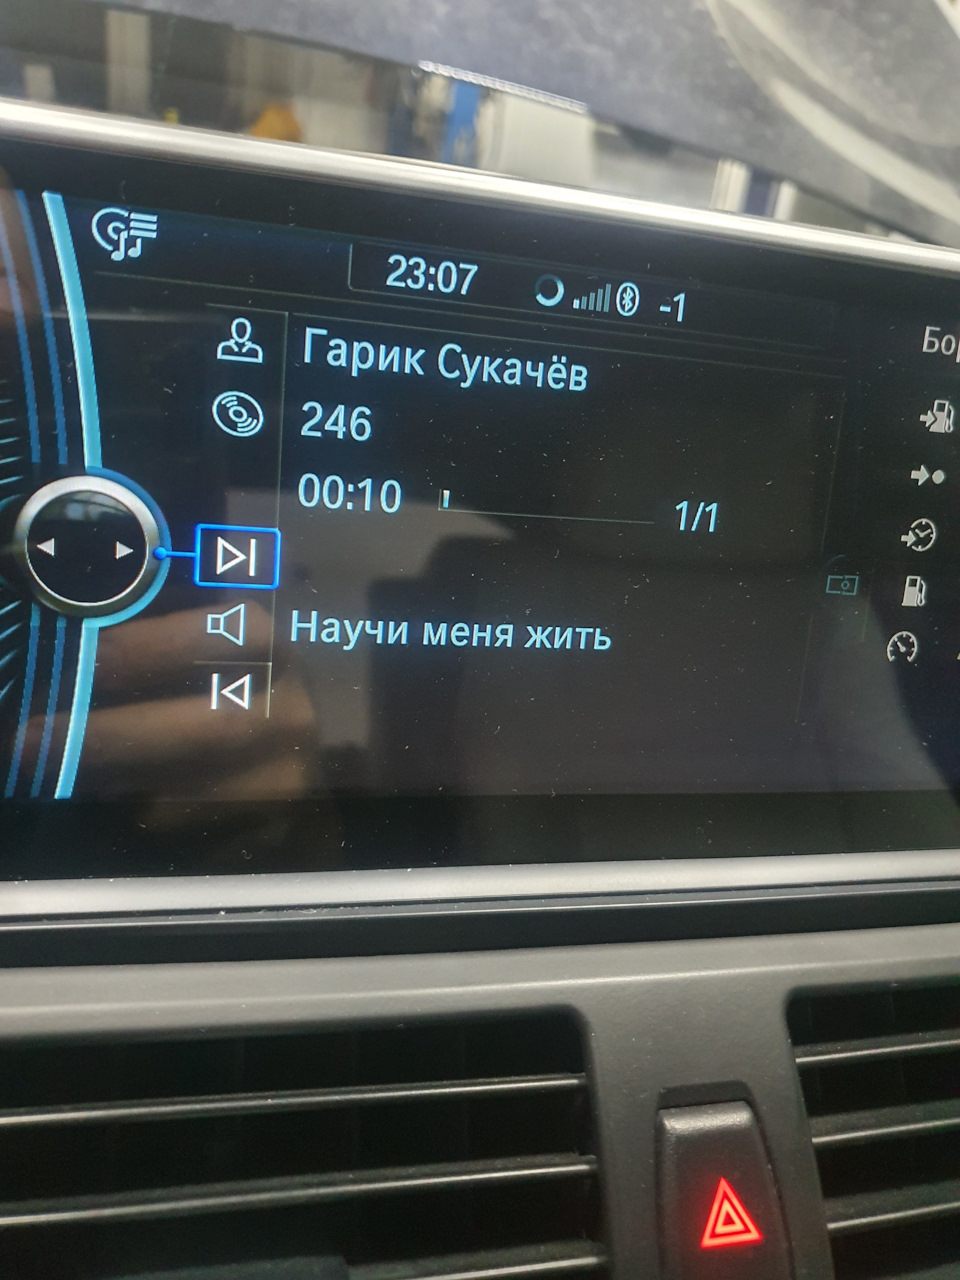 23:07 -1
Гарик Сукачёв
246
00:10 1/1
Научи меня жить